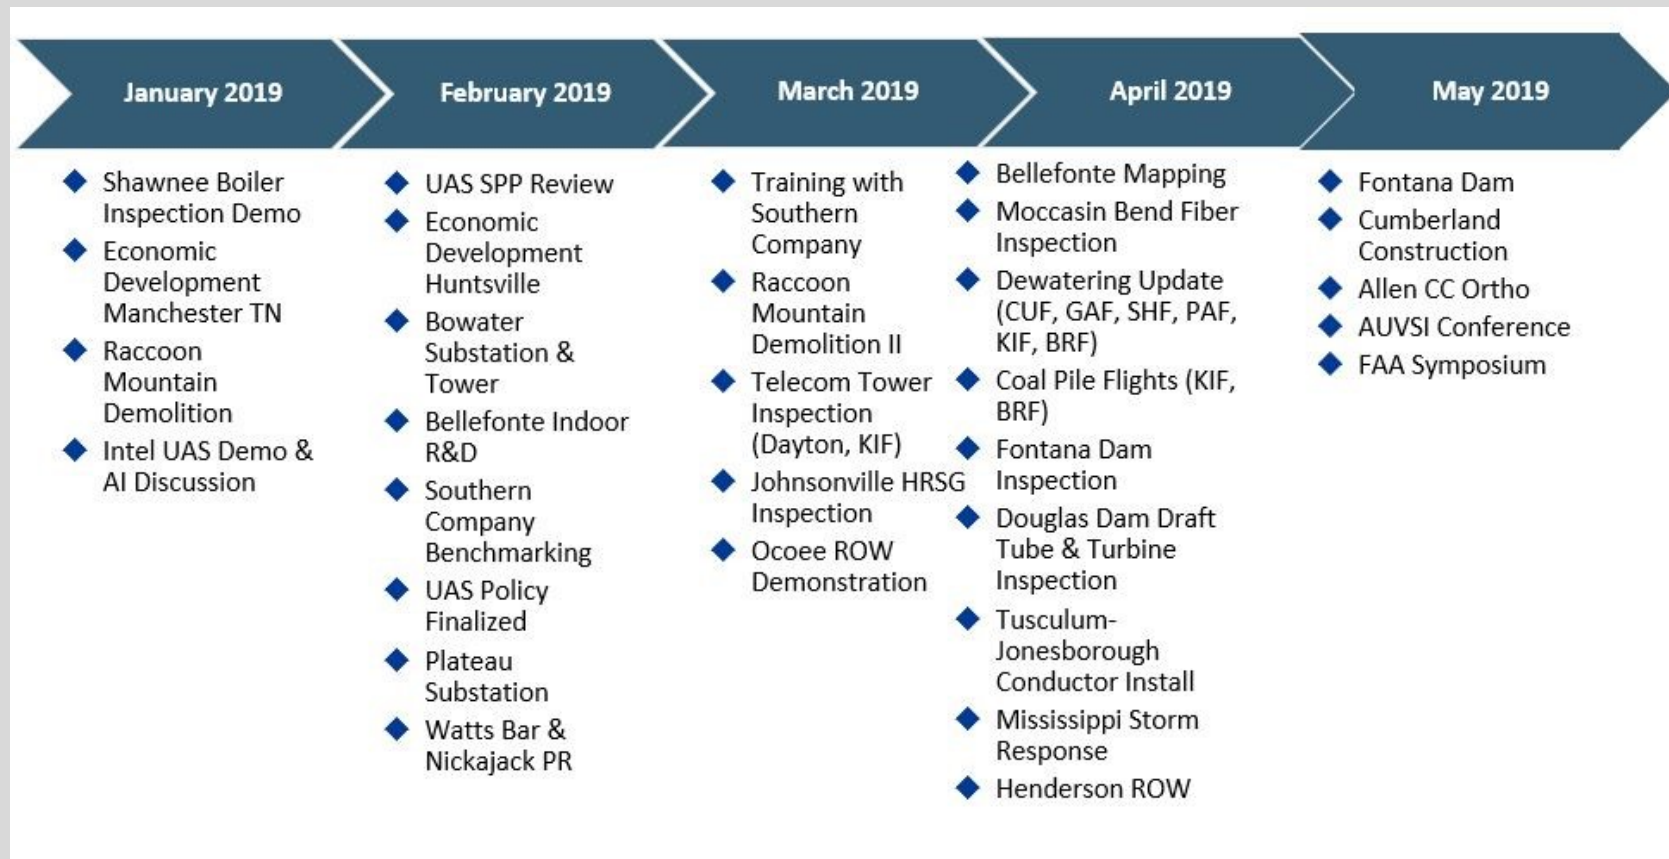 January 2019
February 2019
March 2019
April 2019
May 2019
Shawnee Boiler
Inspection Demo
Economic
Development
Manchester TN
Raccoon
Mountain
Demolition
Intel UAS Demo &
AI Discussion
UAS SPP Review
Economic
Development
Huntsville
Bowater
Substation &
Tower
Bellefonte Indoor
R&D
Southern
Company
Benchmarking
UAS Policy
Finalized
Plateau
Substation
Watts Bar &
Nickajack PR
Training with
Southern
Company
Raccoon
Mountain
Demolition II
Telecom Tower
Inspection
(Dayton, KIF)
Johnsonville HRSG
Inspection
Ocoee ROW
Demonstration
Bellefonte Mapping
Moccasin Bend Fiber
Inspection
Dewatering Update
(CUF, GAF, SHF, PAF,
KIF, BRF)
Coal Pile Flights (KIF,
BRF)
Fontana Dam
Inspection
Douglas Dam Draft
Tube & Turbine
Inspection
Tusculum-
Jonesborough
Conductor Install
Mississippi Storm
Response
Henderson ROW
Fontana Dam
Cumberland
Construction
Allen CC Ortho
AUVSI Conference
FAA Symposium